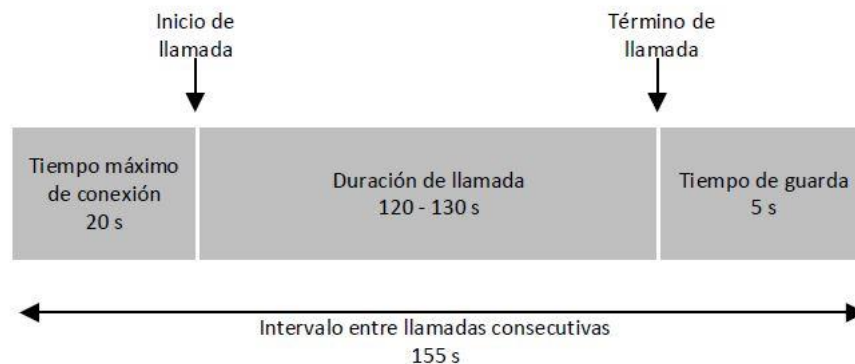 Inicio de
llamada
Término de
llamada
Tiempo máximo
de conexión
20 s
Duración de llamada
120 - 130 s
Tiempo de guarda
5 s
Intervalo entre llamadas consecutivas
155 s